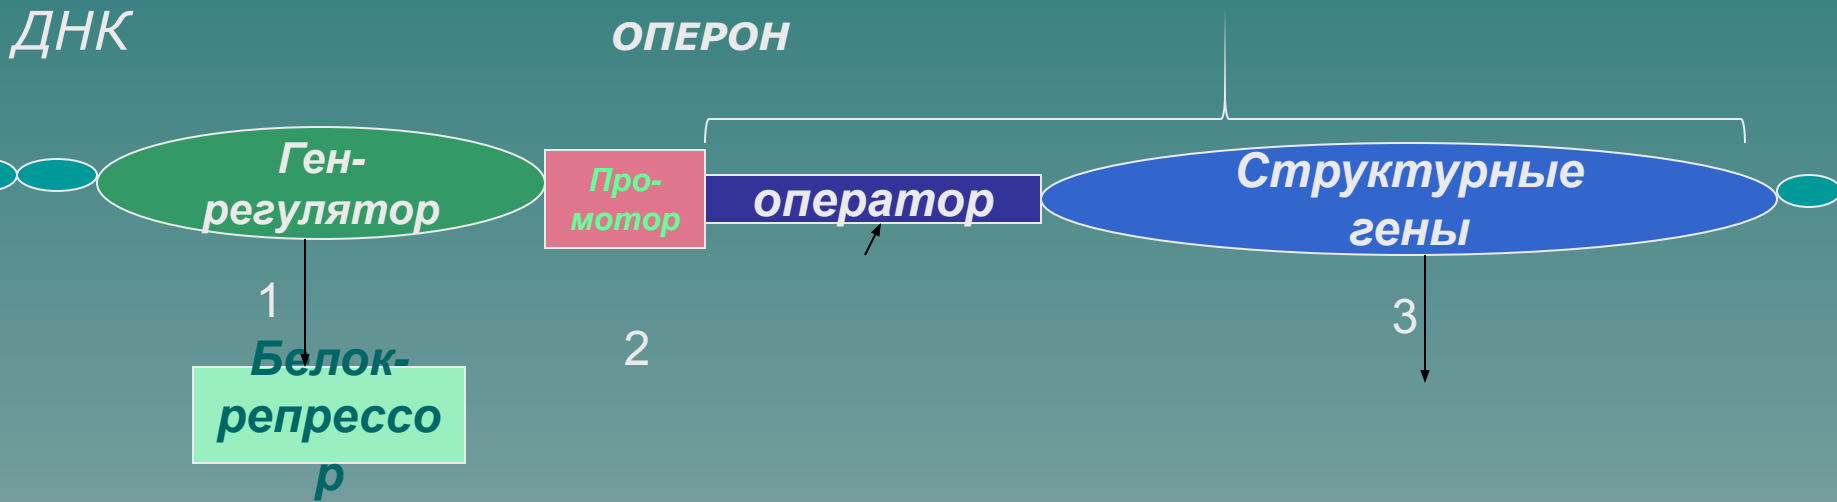 ДНК
ОПЕРОН
Ген-
регулятор
Про-
мотор
оператор
Структурные
гены
1
2
3
Белок-
репрессо
р